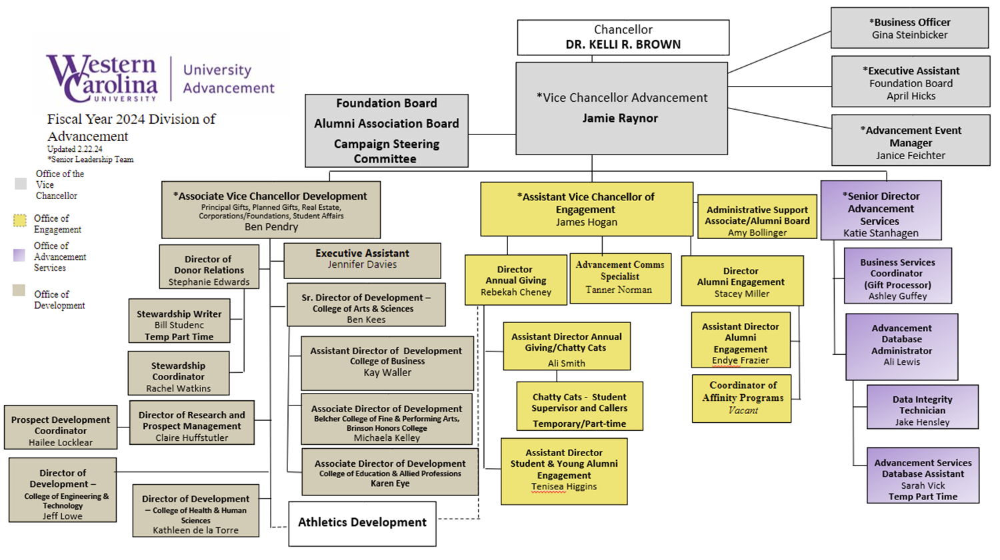 Western
Carolina
UNIVERSITY
University
Advancement
Fiscal Year 2024 Division of
Advancement
Updated 2.22.24
*Senior Leadership Team
Office of the
Vice
Chancellor
Office of
Engagement
Office of
Advancement
Services
Office of
Development
Chancellor
DR. KELLI R. BROWN
*Vice Chancellor Advancement
Jamie Raynor
Foundation Board
Alumni Association Board
Campaign Steering
Committee
*Business Officer
Gina Steinbicker
*Executive Assistant
Foundation Board
April Hicks
*Advancement Event
Manager
Janice Feichter
*Associate Vice Chancellor Development
Principal Gifts, Planned Gifts, Real Estate,
Corporations/Foundations, Student Affairs
Ben Pendry
Director of
Donor Relations
Stephanie Edwards
Stewardship Writer
Bill Studenc
Temp Part Time
Stewardship
Coordinator
Rachel Watkins
Director of Research and
Prospect Management
Claire Huffstutler
Prospect Development
Coordinator
Hailee Locklear
Director of
Development –
College of Engineering &
Technology
Jeff Lowe
Director of Development
– College of Health & Human
Sciences
Kathleen de la Torre
Executive Assistant
Jennifer Davies
Sr. Director of Development –
College of Arts & Sciences
Ben Kees
Assistant Director of Development
College of Business
Kay Waller
Associate Director of Development
Belcher College of Fine & Performing Arts,
Brinson Honors College
Michaela Kelley
Associate Director of Development
College of Education & Allied Professions
Karen Eye
Athletics Development
*Assistant Vice Chancellor of
Engagement
James Hogan
Administrative Support
Associate/Alumni Board
Amy Bollinger
Director
Annual Giving
Rebekah Cheney
Advancement Comms
Specialist
Tanner Norman
Director
Alumni Engagement
Stacey Miller
Assistant Director Annual
Giving/Chatty Cats
Ali Smith
Chatty Cats - Student
Supervisor and Callers
Temporary/Part-time
Assistant Director
Student & Young Alumni
Engagement
Tenisea Higgins
Assistant Director
Alumni
Engagement
Endye Frazier
Coordinator of
Affinity Programs
Vacant
*Senior Director
Advancement
Services
Katie Stanhagen
Business Services
Coordinator
(Gift Processor)
Ashley Guffey
Advancement
Database
Administrator
Ali Lewis
Data Integrity
Technician
Jake Hensley
Advancement Services
Database Assistant
Sarah Vick
Temp Part Time